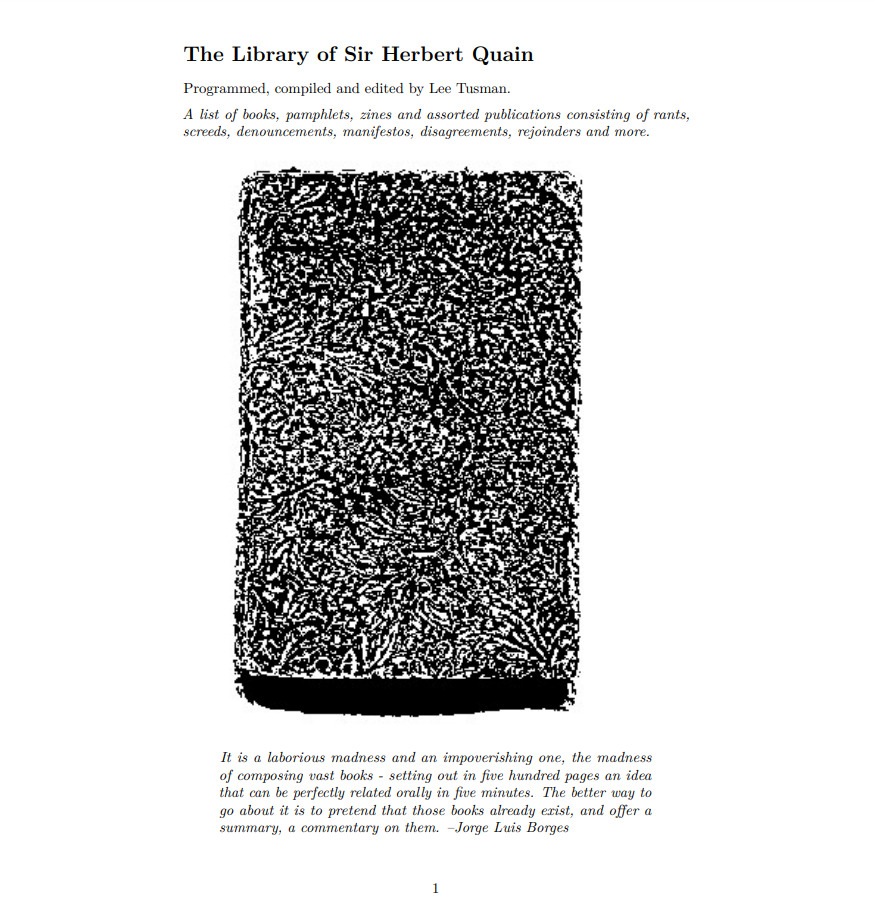 The Library of Sir Herbert Quain
Programmed, compiled and edited by Lee Tusman.
A list of books, pamphlets, zines and assorted publications consisting of rants,
screeds, denouncements, manifestos, disagreements, rejoinders and more.
It is a laborious madness and an impoverishing one, the madness
of composing vast books - setting out in five hundred pages an idea
that can be perfectly related orally in five minutes. The better way to
go about it is to pretend that those books already exist, and offer a
summary, a commentary on them. –Jorge Luis Borges
1